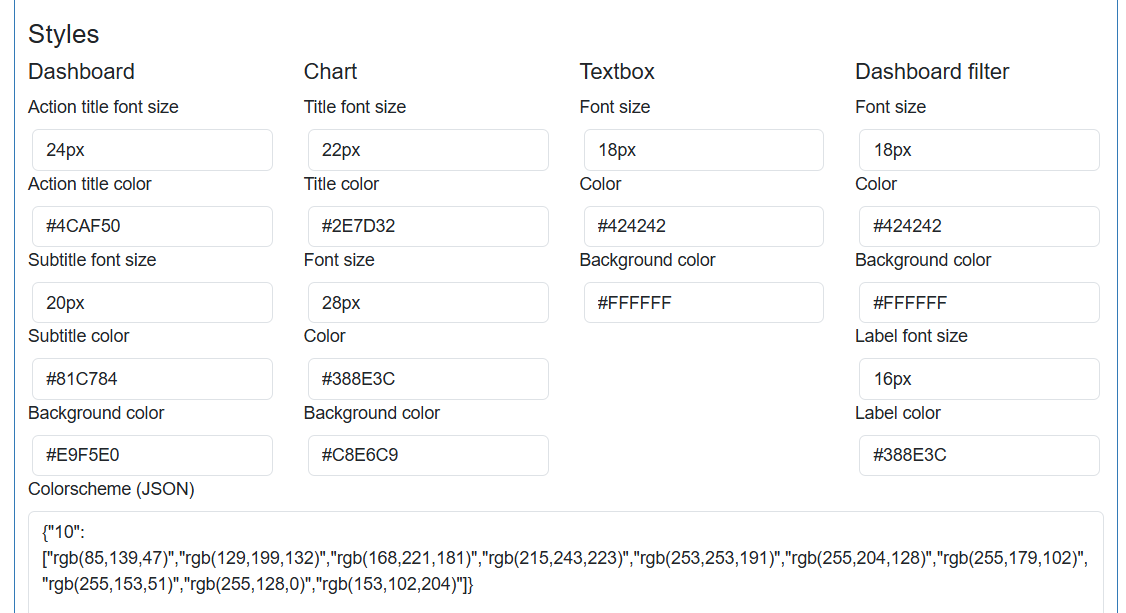 Styles
Dashboard
Chart
Textbox
Dashboard filter
Action title font size
Title font size
Font size
Font size
24px
22px
18px
18px
Action title color
Title color
Color
Color
#4CAF50
#2E7D32
#424242
#424242
Subtitle font size
Font size
Background color
Background color
20px
28px
#FFFFFF
#FFFFFF
Subtitle color
Color
Label font size
#81C784
#388E3C
16px
Background color
Background color
Label color
#E9F5E0
#C8E6C9
#388E3C
Colorscheme (JSON)
{"10":
["rgb(85,139,47)","rgb(129,199,132)","rgb(168,221,181)","rgb(215,243,223)","rgb(253,253,191)","rgb(255,204,128)","rgb(255,179,102)",
"rgb(255,153,51)","rgb(255,128,0)","rgb(153,102,204)"]}